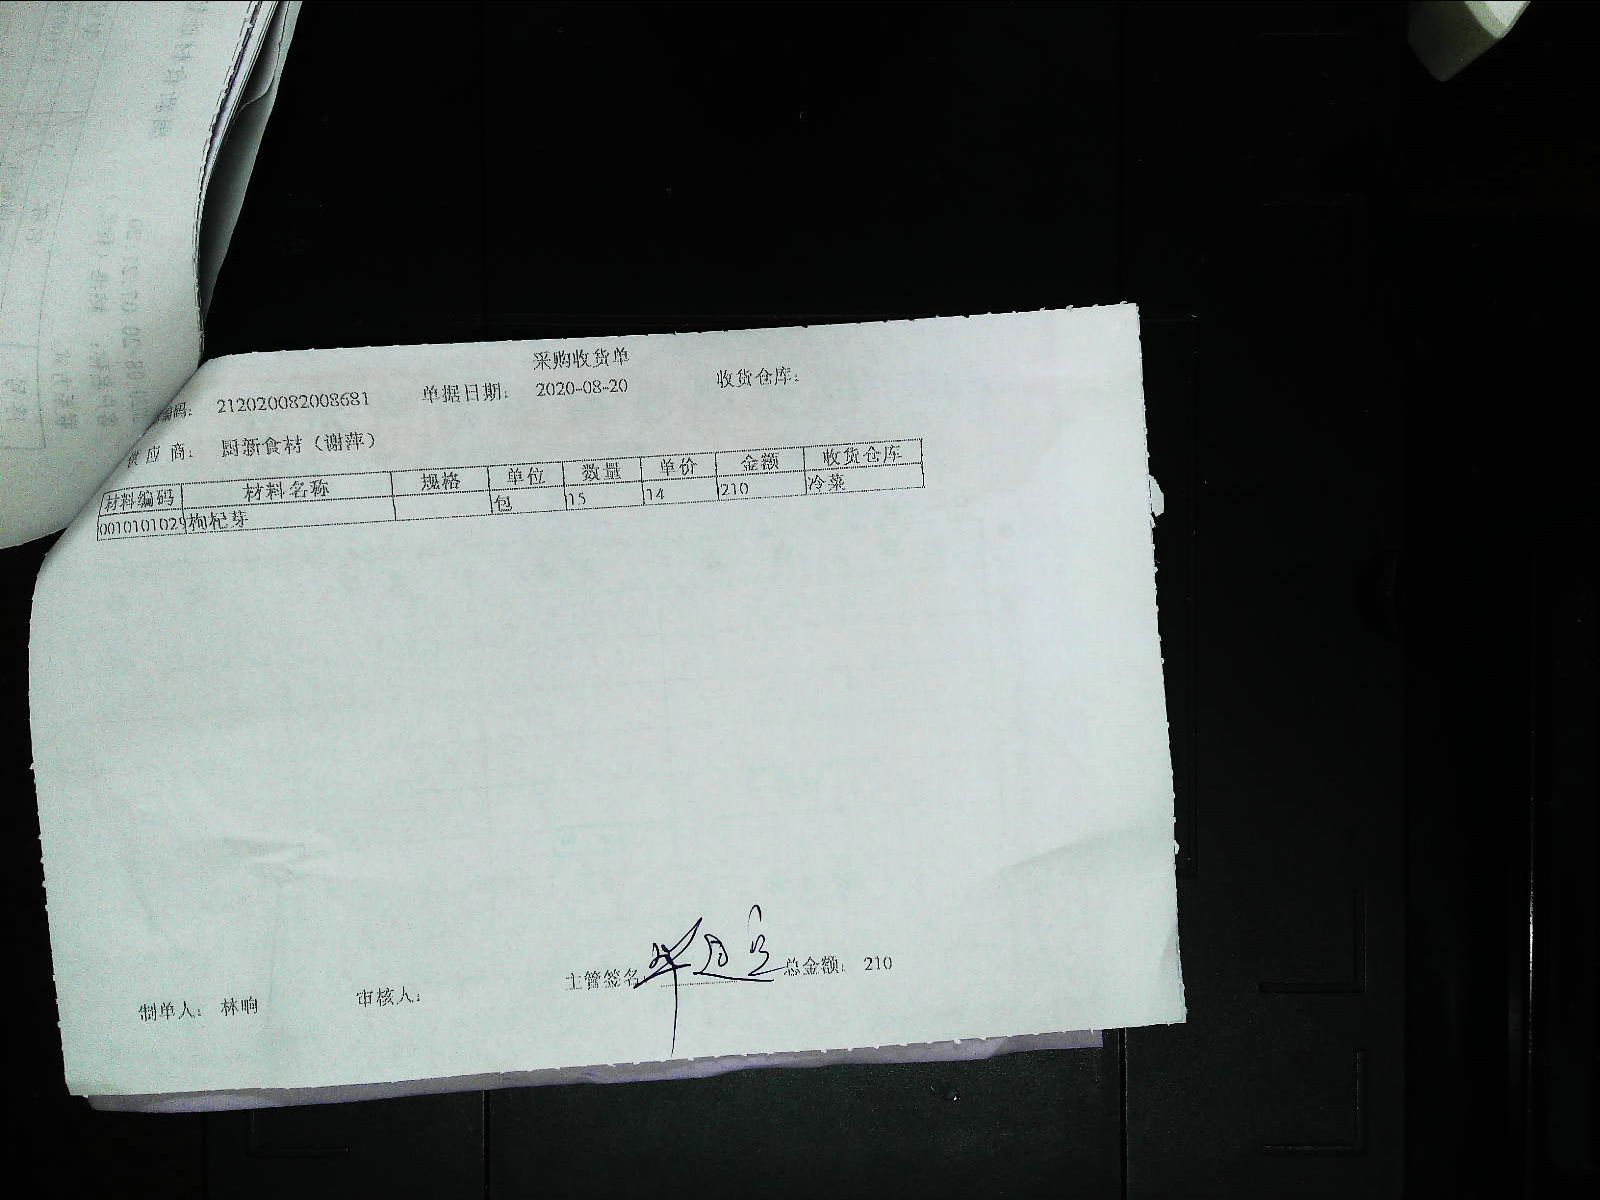 采购收货单
编码: 212020082008681 单据日期: 2020-08-20 收货仓库:
供应商: 厨新食材(谢萍)
材料编码 材料名称 规格 单位 数量 单价 金额 收货仓库
0010101029 枸杞芽 包 15 14 210 冷菜
主管签名: 总金额: 210
制单人: 林响 审核人: